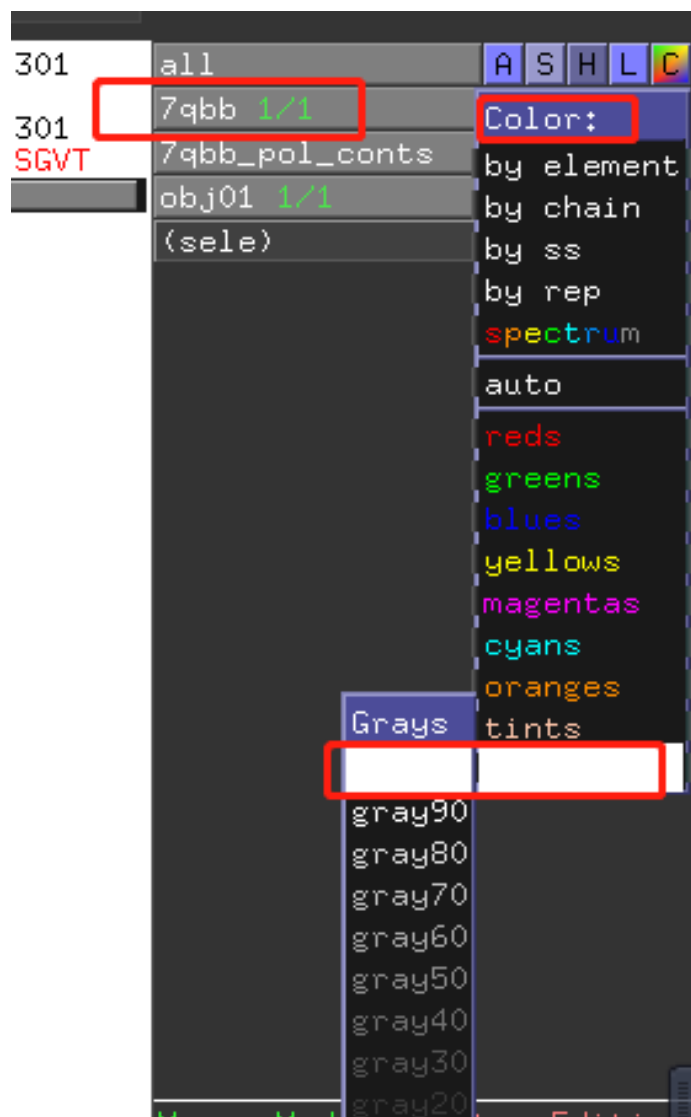 301
301
SGVT
all
A S H L C
7qbb 1/1
7qbb_pol_conts
obj01 1/1
(sele)
Color:
by element
by chain
by ss
by rep
spectrum
auto
reds
greens
blues
yellows
magentas
cyans
oranges
tints
Grays
gray90
gray80
gray70
gray60
gray50
gray40
gray30
gray20